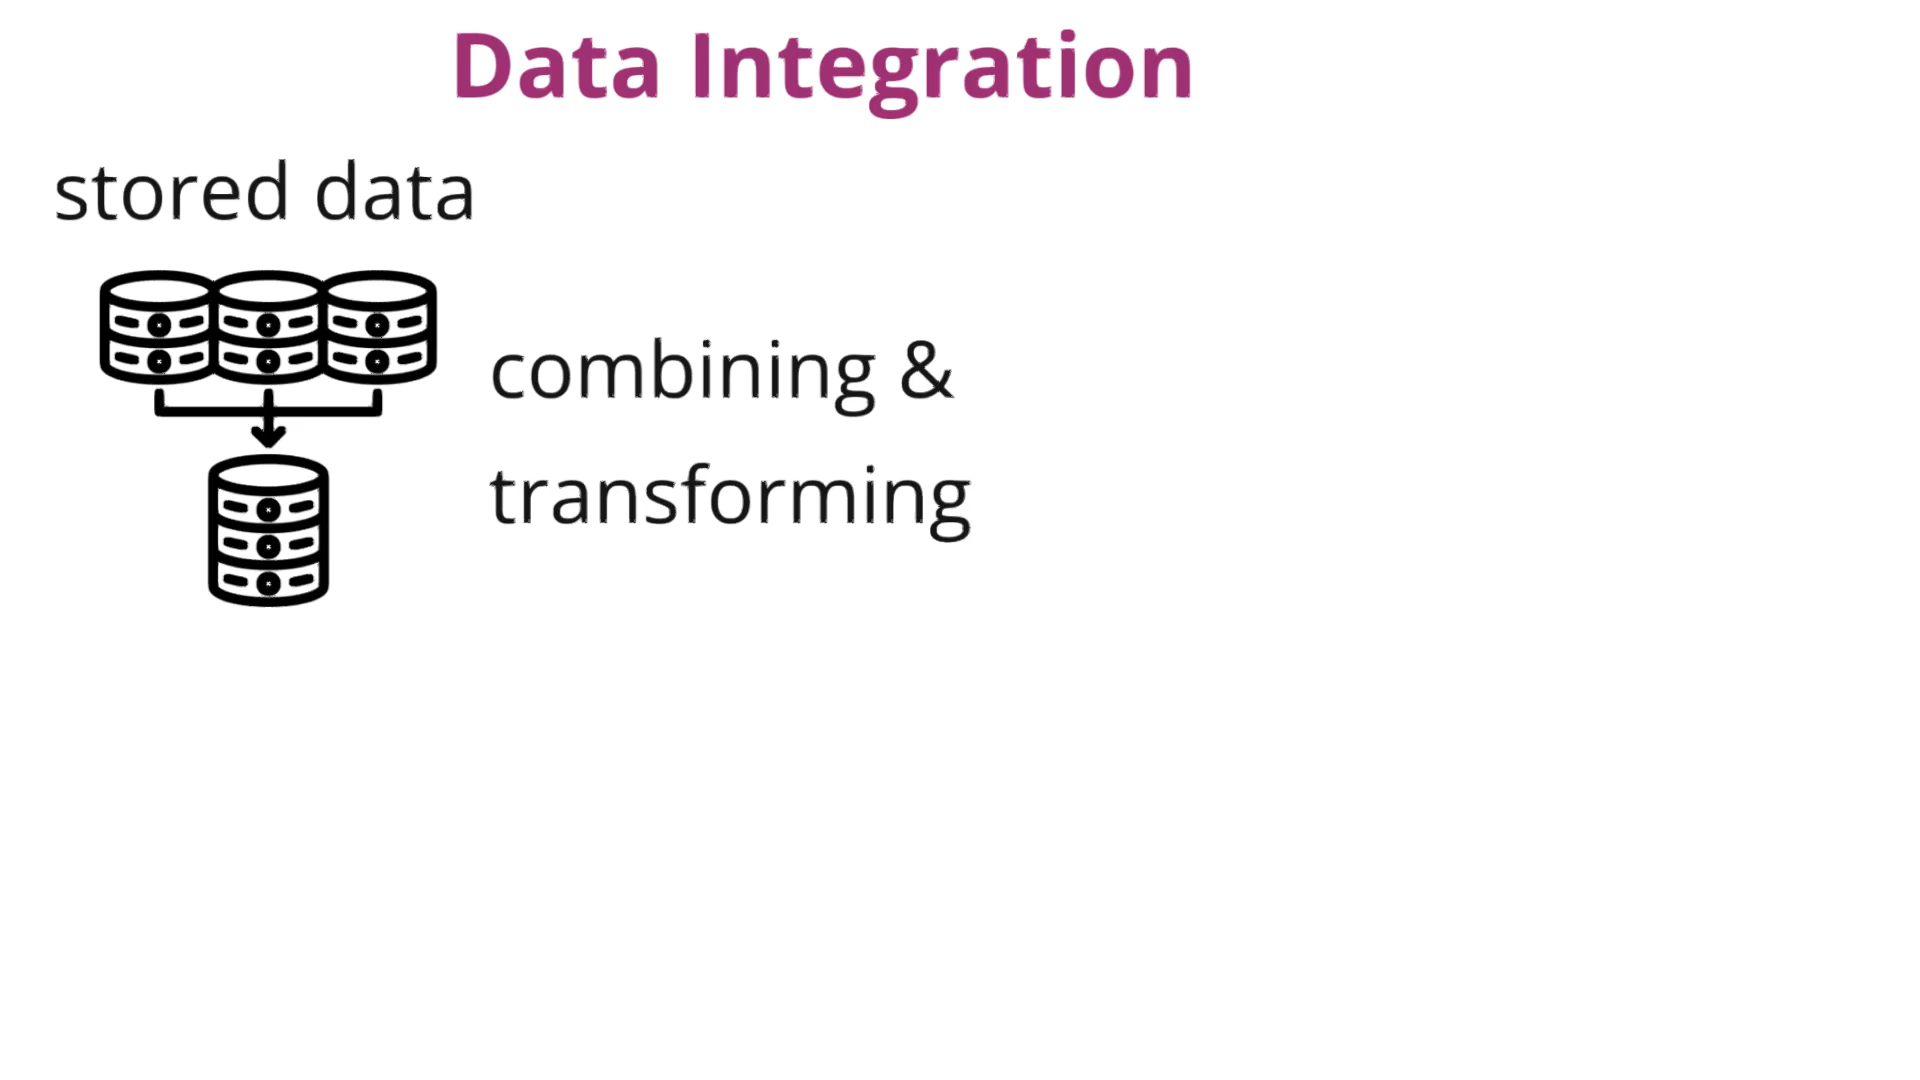 Data Integration
stored data
combining &
transforming